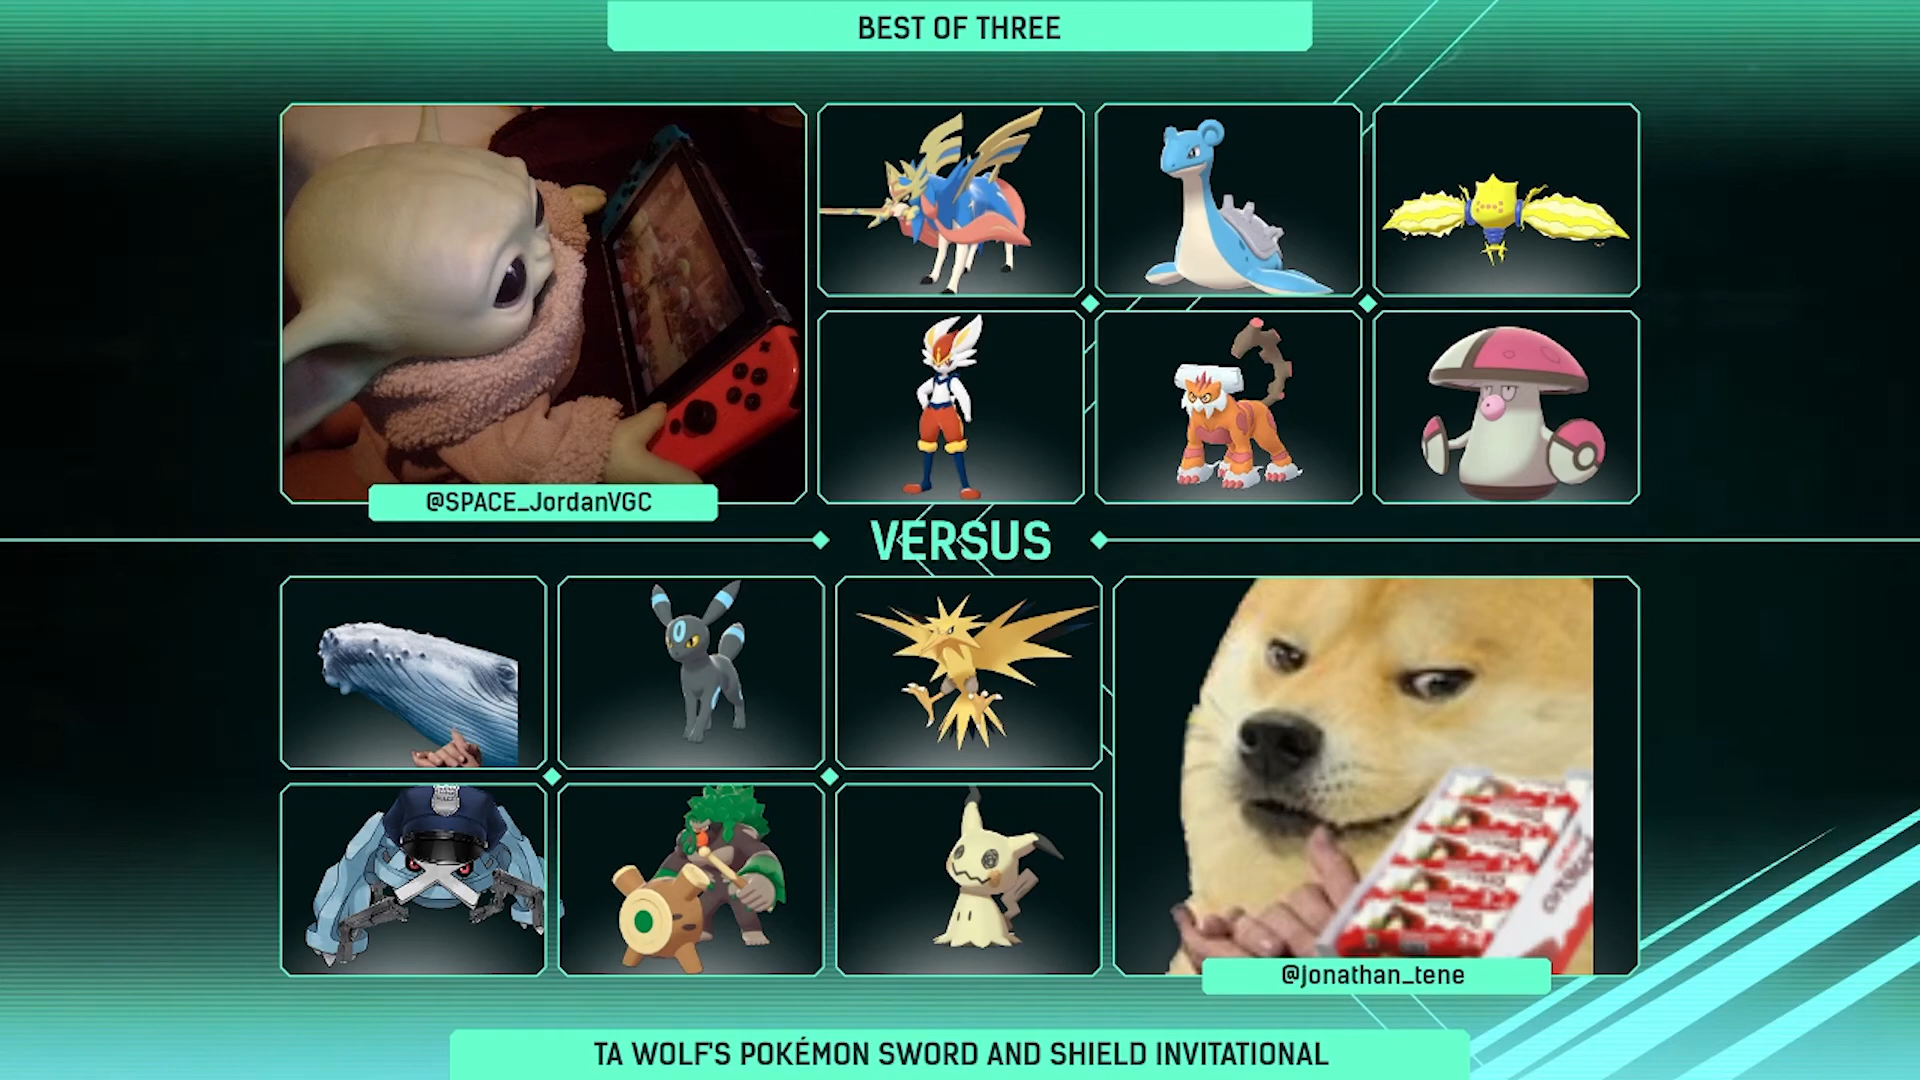 BEST OF THREE
@SPACE_JordanVGC
VERSUS
@jonathan_tene
TA WOLF'S POKÉMON SWORD AND SHIELD INVITATIONAL